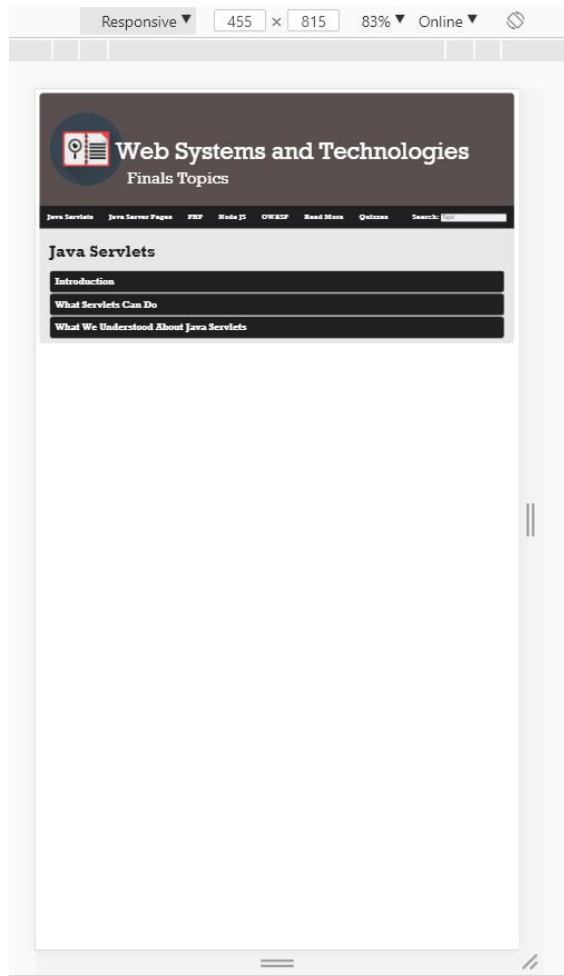 Responsive ▼ 455 × 815 83% ▼ Online ▼
Web Systems and Technologies
Finals Topics
Java Servlets Java Server Pages PHP Node JS OWASP Read More Quizzes Search: Topic
Java Servlets
Introduction
What Servlets Can Do
What We Understood About Java Servlets